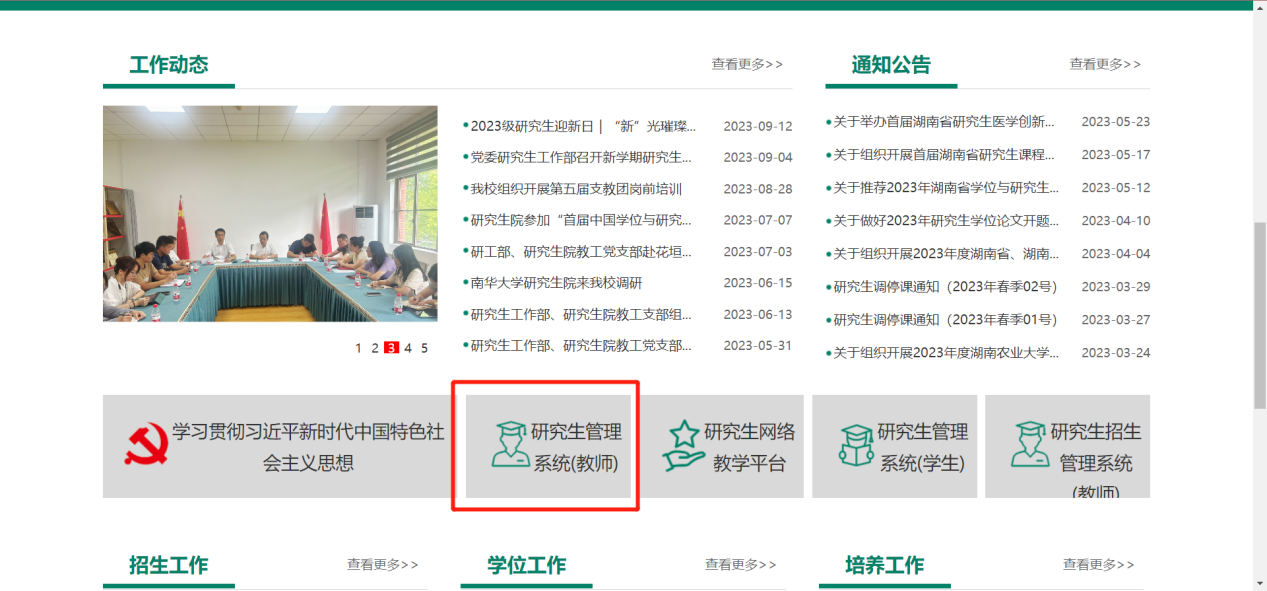 工作动态
查看更多>>
通知公告
查看更多>>
2023级研究生迎新日 | “新”光璀璨... 2023-09-12
党委研究生工作部召开新学期研究生... 2023-09-04
我校组织开展第五届支教团岗前培训 2023-08-28
研究生院参加“首届中国学位与研究... 2023-07-07
研工部、研究生院教工党支部赴花垣... 2023-07-03
南华大学研究生院来我校调研 2023-06-15
研究生工作部、研究生院教工支部组... 2023-06-13
研究生工作部、研究生院教工党支部... 2023-05-31
1 2 3 4 5
关于举办首届湖南省研究生医学创新... 2023-05-23
关于组织开展首届湖南省研究生课程... 2023-05-17
关于推荐2023年湖南省学位与研究生... 2023-05-12
关于做好2023年研究生学位论文开题... 2023-04-10
关于组织开展2023年度湖南省、湖南... 2023-04-04
研究生调停课通知（2023年春季02号） 2023-03-29
研究生调停课通知（2023年春季01号） 2023-03-27
关于组织开展2023年度湖南农业大学... 2023-03-24
学习贯彻习近平新时代中国特色社
会主义思想
研究生管理
系统(教师)
研究生网络
教学平台
研究生管理
系统(学生)
研究生招生
管理系统
(教师)
招生工作
查看更多>>
学位工作
查看更多>>
培养工作
查看更多>>